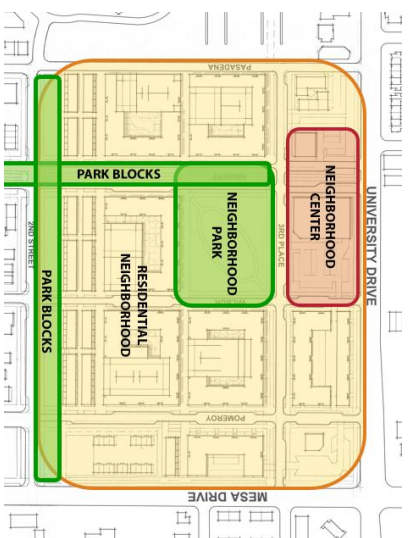 PASADENA
PARK BLOCKS
NEIGHBORHOOD
CENTER
NEIGHBORHOOD
PARK
UNIVERSITY DRIVE
3RD PLACE
2ND STREET
RESIDENTIAL
NEIGHBORHOOD
PARK BLOCKS
WILBUR
POMEROY
MESA DRIVE